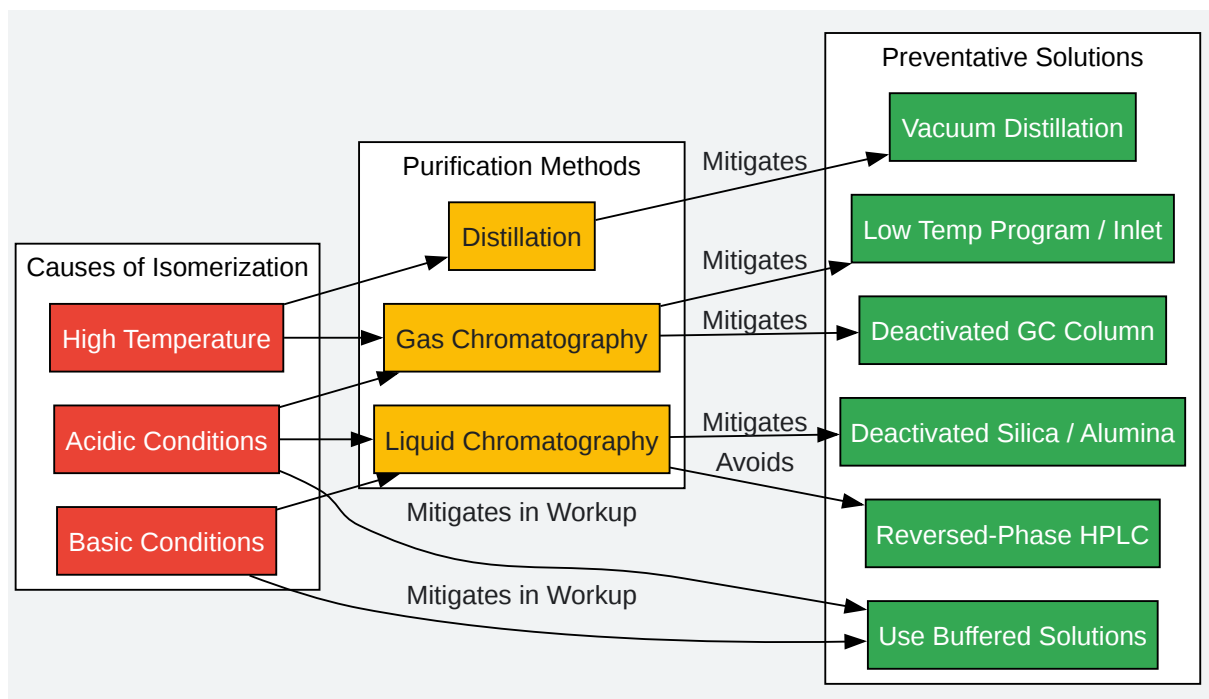 Causes of Isomerization
High Temperature
Acidic Conditions
Basic Conditions
Purification Methods
Distillation
Gas Chromatography
Liquid Chromatography
Mitigates
Mitigates
Mitigates
Mitigates
Avoids
Mitigates in Workup
Mitigates in Workup
Preventative Solutions
Vacuum Distillation
Low Temp Program / Inlet
Deactivated GC Column
Deactivated Silica / Alumina
Reversed-Phase HPLC
Use Buffered Solutions